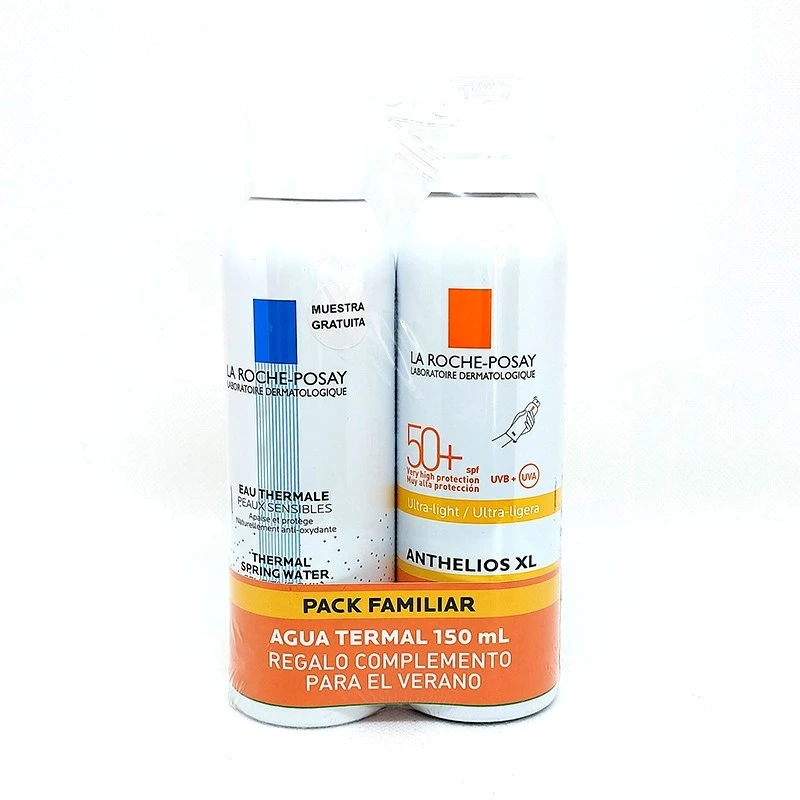 MUESTRA
GRATUITA
LA ROCHE-POSAY
LABORATOIRE DERMATOLOGIQUE
EAU THERMALE
PEAUX SENSIBLES
Apaise et protège
Naturellement anti-oxydante
THERMAL
SPRING WATER
LA ROCHE-POSAY
LABORATOIRE DERMATOLOGIQUE
50+ spf
Very high protection
Muy alta protección
UVB + UVA
Ultra-light / Ultra-ligera
ANTHELIOS XL
PACK FAMILIAR
AGUA TERMAL 150 mL
REGALO COMPLEMENTO
PARA EL VERANO